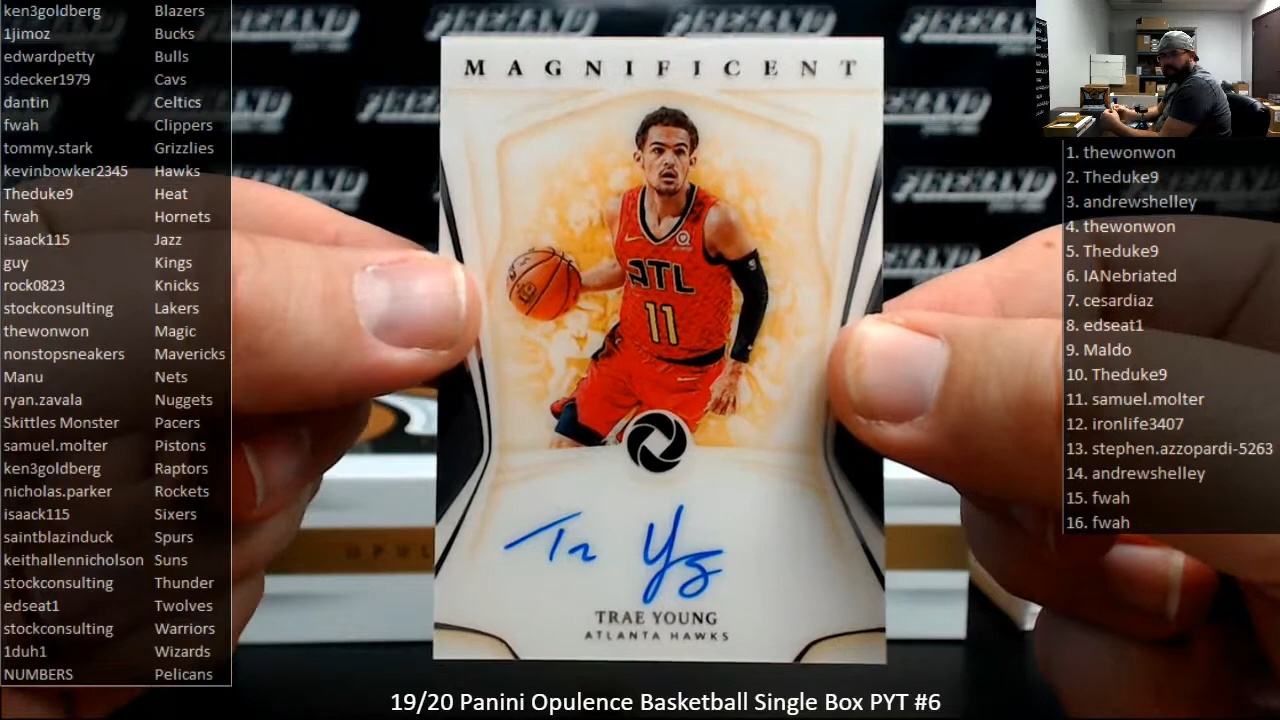 ken3goldberg Blazers
1jimoz Bucks
edwardpetty Bulls
sdecker1979 Cavs
dantin Celtics
fwah Clippers
tommy.stark Grizzlies
kevinbowker2345 Hawks
Theduke9 Heat
fwah Hornets
isaack115 Jazz
guy Kings
rock0823 Knicks
stockconsulting Lakers
thewonwon Magic
nonstopsneakers Mavericks
Manu Nets
ryan.zavala Nuggets
Skittles Monster Pacers
samuel.molter Pistons
ken3goldberg Raptors
nicholas.parker Rockets
isaack115 Sixers
saintblazinduck Spurs
keithallennicholson Suns
stockconsulting Thunder
edseat1 Twolves
stockconsulting Warriors
1duh1 Wizards
NUMBERS Pelicans
MAGNIFICENT
ATL
11
TRAE YOUNG
ATLANTA HAWKS
1. thewonwon
2. Theduke9
3. andrewshelley
4. thewonwon
5. Theduke9
6. IANebriated
7. cesardiaz
8. edseat1
9. Maldo
10. Theduke9
11. samuel.molter
12. ironlife3407
13. stephen.azzopardi-5263
14. andrewshelley
15. fwah
16. fwah
19/20 Panini Opulence Basketball Single Box PYT #6